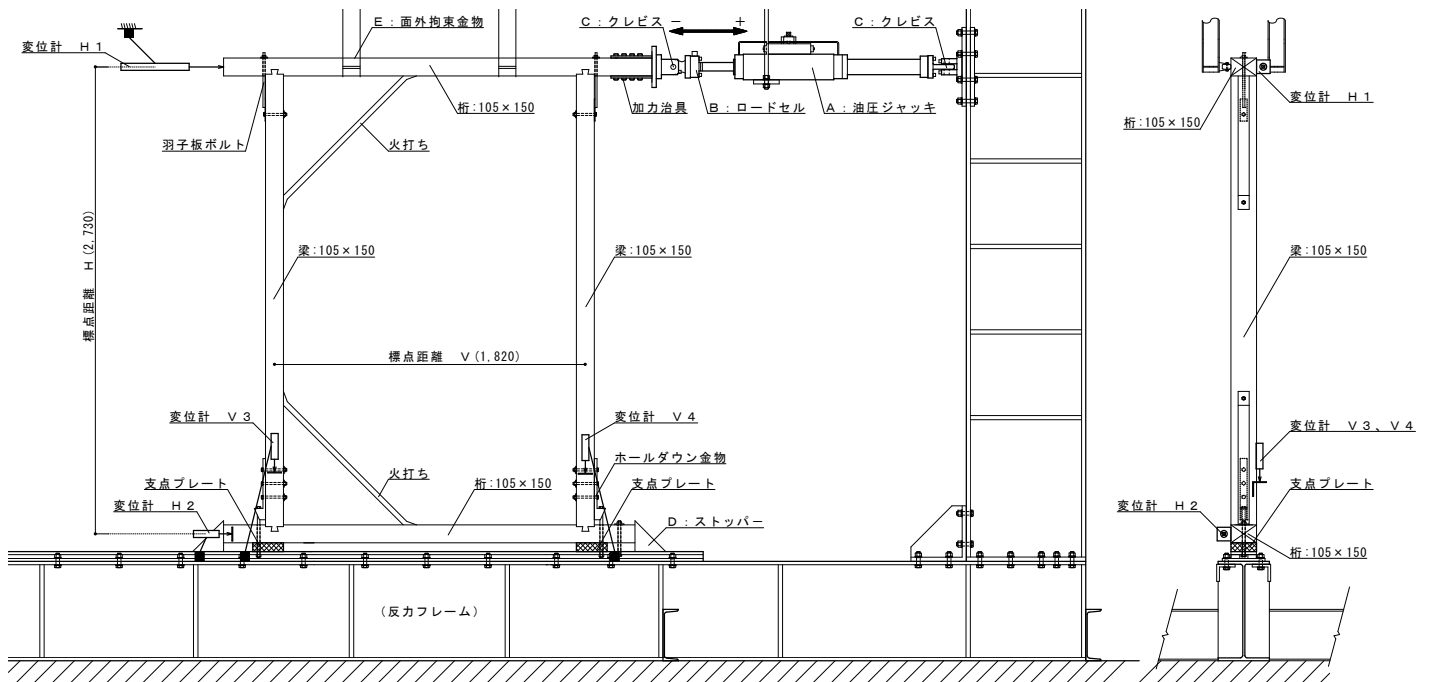 E：面外拘束金物
C：クレビス
－
＋
C：クレビス
変位計　H1
桁:105×150
加力治具
B：ロードセル
A：油圧ジャッキ
羽子板ボルト
火打ち
標点距離　H(2,730)
梁:105×150
梁:105×150
標点距離　V(1,820)
変位計　V3
変位計　V4
ホールダウン金物
火打ち
支点プレート
桁:105×150
支点プレート
変位計　H2
D：ストッパー
(反力フレーム)
変位計　H1
桁:105×150
梁:105×150
変位計　V3、V4
支点プレート
変位計　H2
桁:105×150